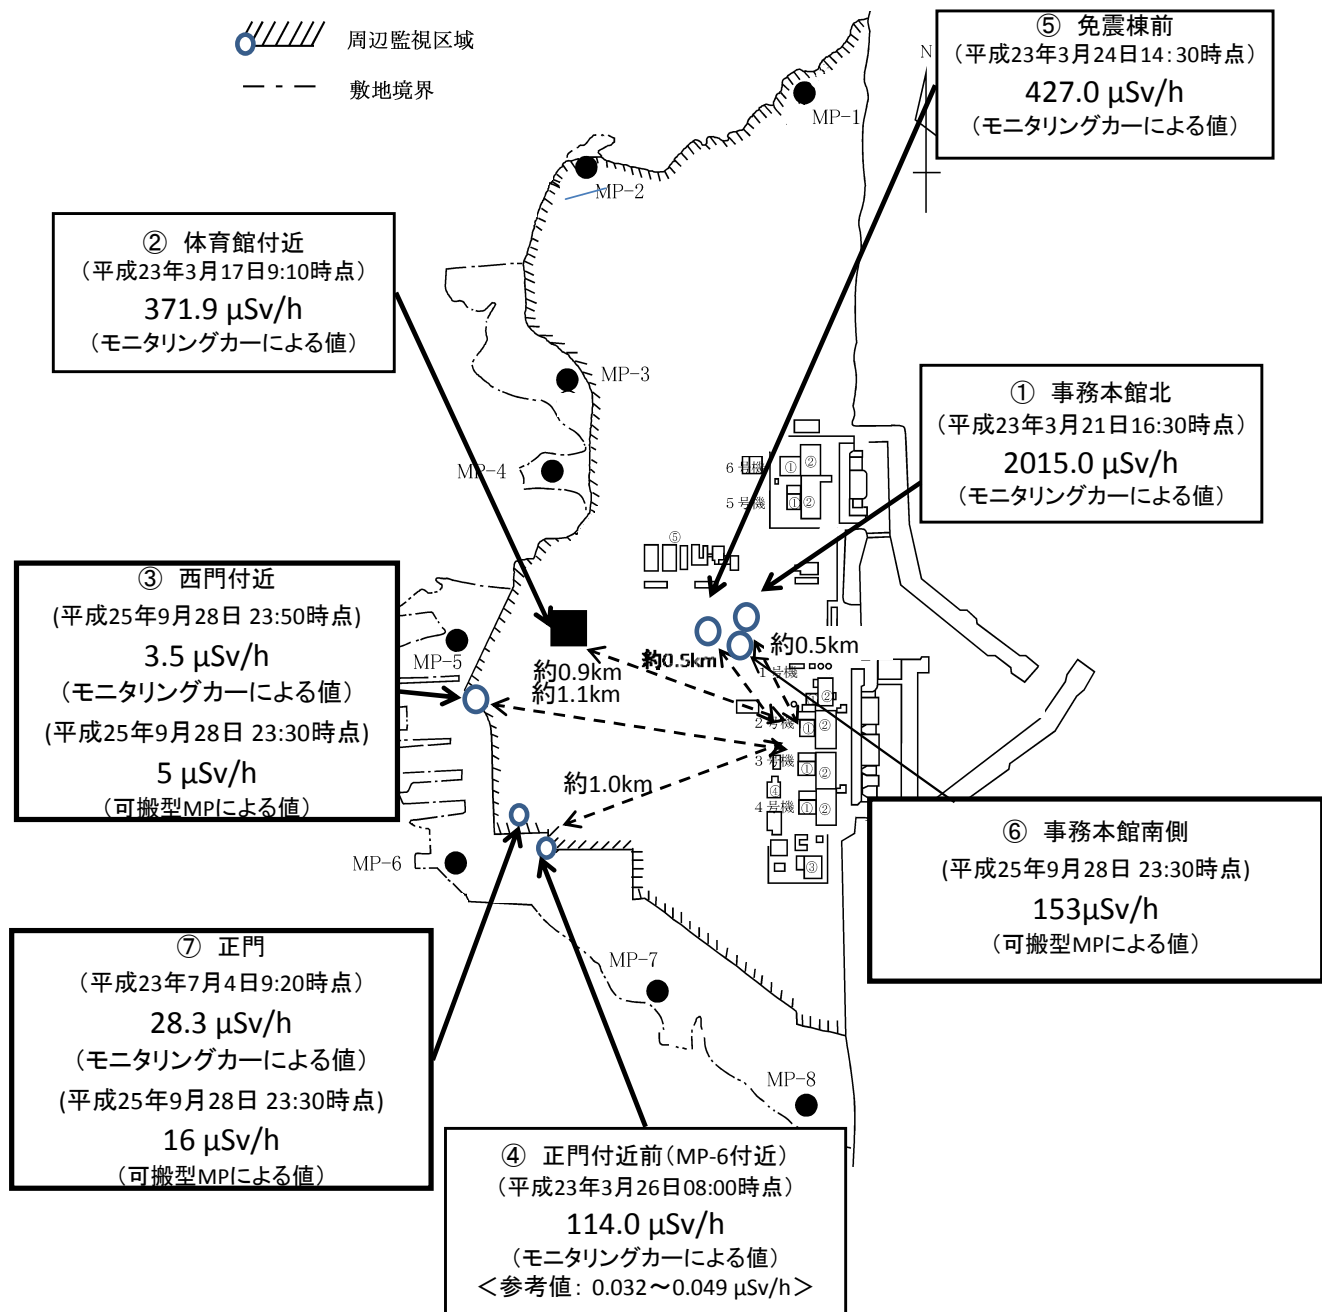 周辺監視区域
敷地境界
⑤ 免震棟前
(平成23年3月24日14:30時点)
427.0 μSv/h
(モニタリングカーによる値)
N
MP-1
MP-2
② 体育館付近
(平成23年3月17日9:10時点)
371.9 μSv/h
(モニタリングカーによる値)
MP-3
① 事務本館北
(平成23年3月21日16:30時点)
2015.0 μSv/h
(モニタリングカーによる値)
MP-4
6号機
① ②
5号機
① ②
⑤
③ 西門付近
(平成25年9月28日 23:50時点)
3.5 μSv/h
(モニタリングカーによる値)
(平成25年9月28日 23:30時点)
5 μSv/h
(可搬型MPによる値)
MP-5
約0.9km
約1.1km
約0.5km
約0.5km
1号機
②
2号機
① ②
3号機
① ②
約1.0km
④
4号機
① ②
③
MP-6
⑥ 事務本館南側
(平成25年9月28日 23:30時点)
153μSv/h
(可搬型MPによる値)
⑦ 正門
(平成23年7月4日9:20時点)
28.3 μSv/h
(モニタリングカーによる値)
(平成25年9月28日 23:30時点)
16 μSv/h
(可搬型MPによる値)
MP-7
MP-8
④ 正門付近前(MP-6付近)
(平成23年3月26日08:00時点)
114.0 μSv/h
(モニタリングカーによる値)
<参考値: 0.032～0.049 μSv/h>